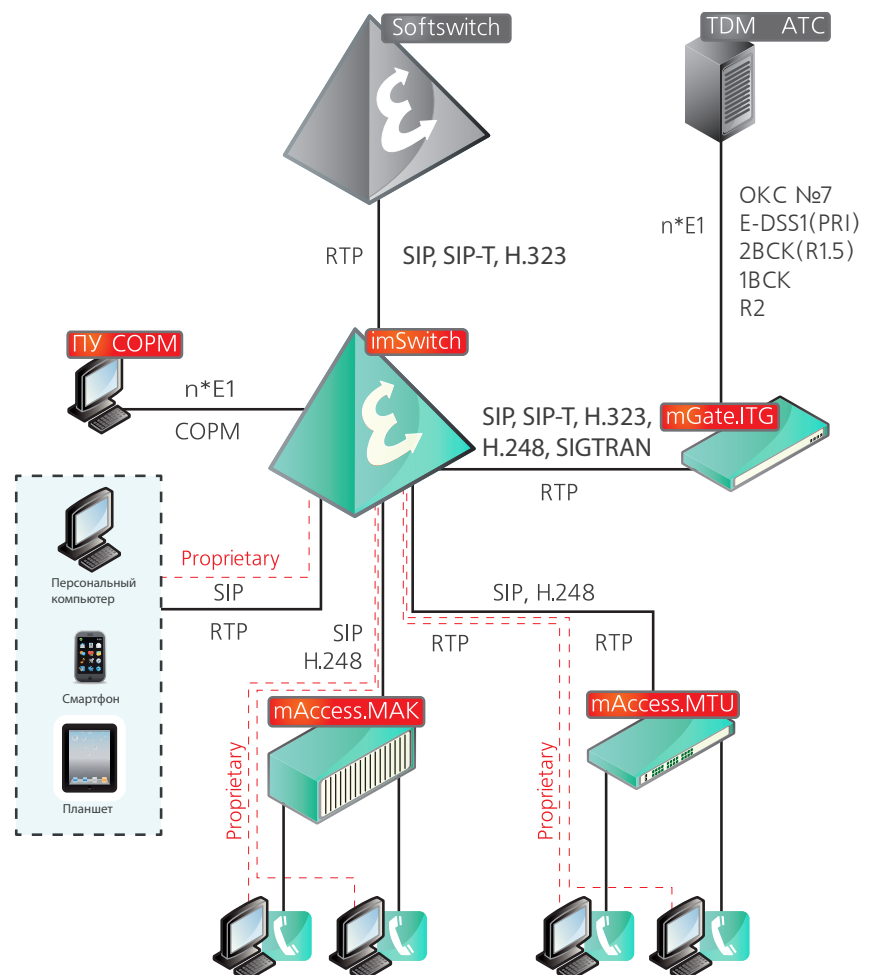 Softswitch
TDM АТС
ОКС №7
n*E1
E-DSS1(PRI)
2ВСК(R1.5)
1ВСК
R2
RTP
SIP, SIP-T, H.323
ПУ СОРМ
imSwitch
n*E1
СОРМ
SIP, SIP-T, H.323,
H.248, SIGTRAN
mGate.ITG
RTP
Персональный
компьютер
Смартфон
Планшет
Proprietary
SIP
RTP
SIP
H.248
RTP
SIP, H.248
RTP
mAccess.MAK
mAccess.MTU
Proprietary
Proprietary